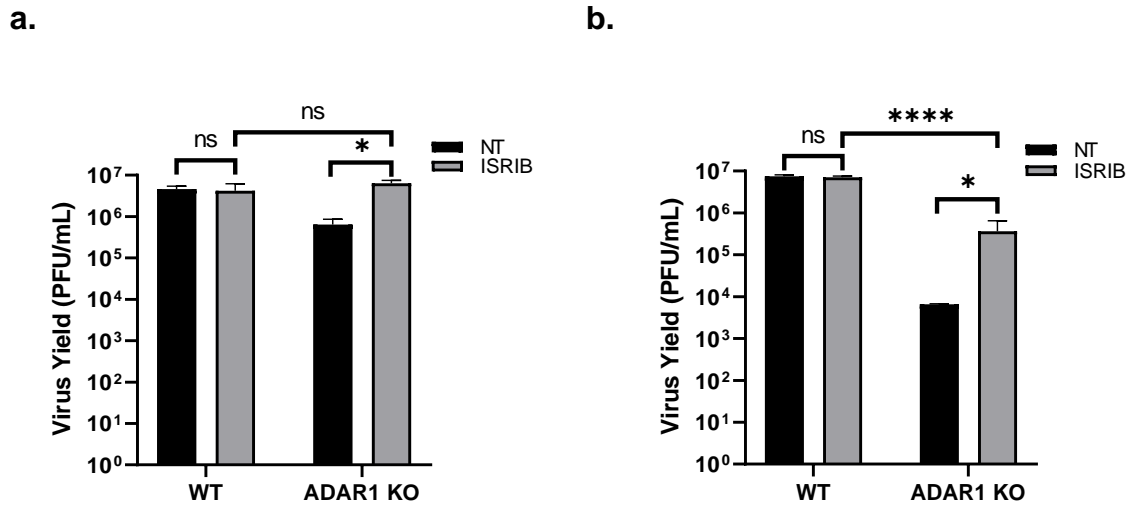 a.
ns
ns
*
NT
ISRIB
Virus Yield (PFU/mL)
10⁷
10⁶
10⁵
10⁴
10³
10²
10¹
10⁰
WT
ADAR1 KO
b.
****
ns
*
NT
ISRIB
Virus Yield (PFU/mL)
10⁷
10⁶
10⁵
10⁴
10³
10²
10¹
10⁰
WT
ADAR1 KO